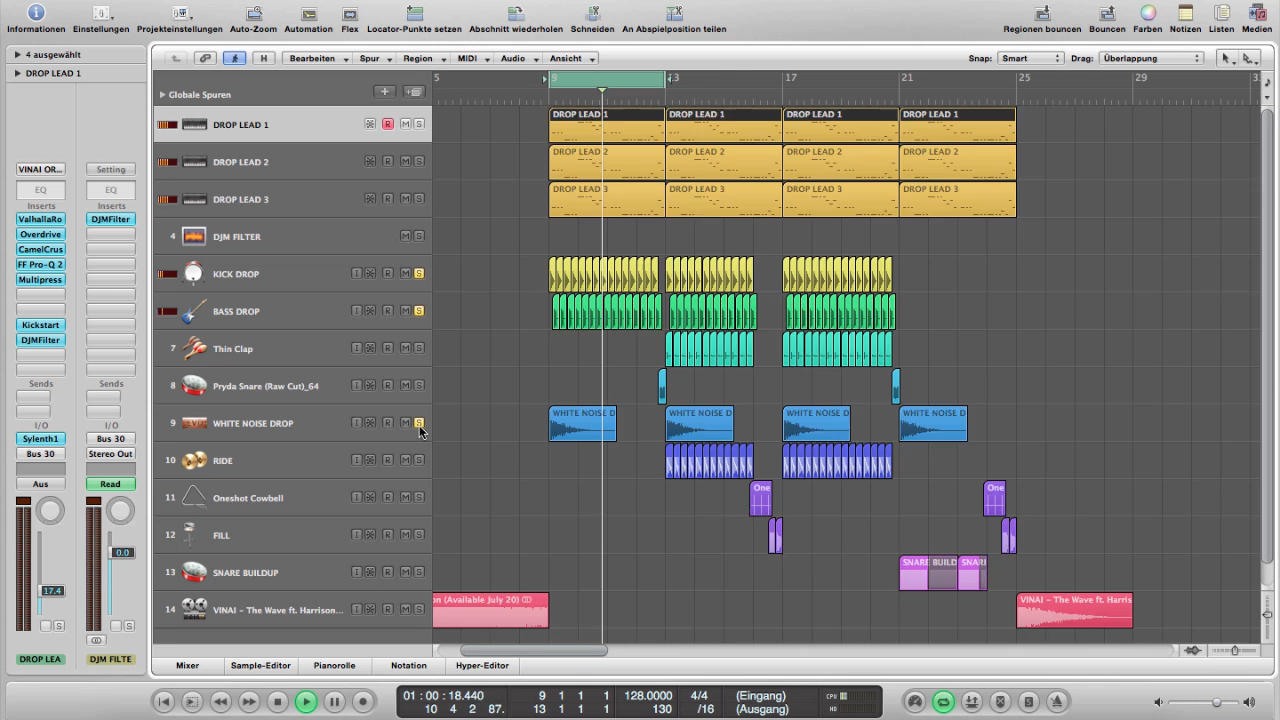 Informationen Einstellungen Projekteinstellungen Auto-Zoom Automation Flex Locator-Punkte setzen Abschnitt wiederholen Schneiden An Abspielposition teilen Regionen bouncen Bouncen Farben Notizen Listen Medien
4 ausgewählt
H Bearbeiten Spur Region MIDI Audio Ansicht Snap: Smart Drag: Überlappung
DROP LEAD 1
5 9 13 17 21 25 29
Globale Spuren
DROP LEAD 1 R M S DROP LEAD 1 DROP LEAD 1 DROP LEAD 1 DROP LEAD 1
DROP LEAD 2 R M S DROP LEAD 2 DROP LEAD 2 DROP LEAD 2 DROP LEAD 2
DROP LEAD 3 R M S DROP LEAD 3 DROP LEAD 3 DROP LEAD 3 DROP LEAD 3
4 DJM FILTER M S
KICK DROP I R M S
BASS DROP I R M S
7 Thin Clap I R M S
8 Pryda Snare (Raw Cut)_64 I R M S
9 WHITE NOISE DROP I R M S WHITE NOISE D WHITE NOISE D WHITE NOISE D WHITE NOISE D
10 RIDE I R M S
11 Oneshot Cowbell I R M S One One
12 FILL I R M S
13 SNARE BUILDUP I R M S SNARE BUILD SNAR
14 VINAI – The Wave ft. Harrison... I R M S on (Available July 20) VINAI – The Wave ft. Harris
VINAI OR... Setting
EQ EQ
Inserts Inserts
ValhallaRo DJMFilter
Overdrive
CamelCrus
FF Pro-Q 2
Multipress
Kickstart
DJMFilter
Sends Sends
I/O I/O
Sylenth1 Bus 30
Bus 30 Stereo Out
Aus Read
0.0
17.4
S S
DROP LEA DJM FILTE
Mixer Sample-Editor Pianorolle Notation Hyper-Editor
01 : 00 : 18.440 9 1 1 1 128.0000 4/4 (Eingang) CPU
10 4 2 87. 13 1 1 1 130 /16 (Ausgang) HD